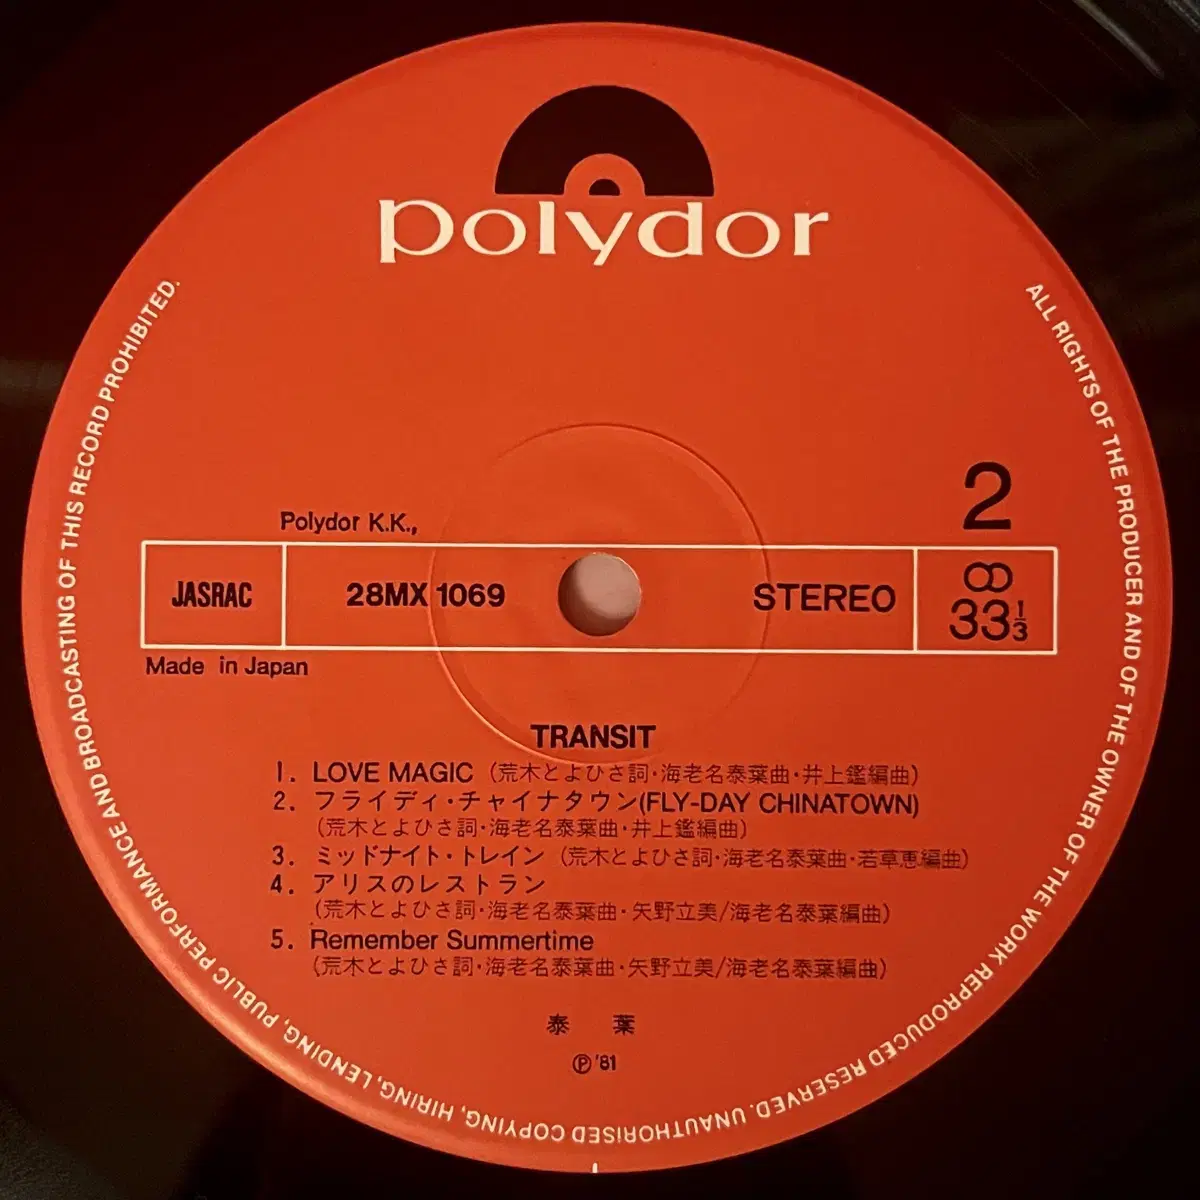 polydor
2
Polydor K.K.,
JASRAC
28MX 1069
STEREO
33⅓
Made in Japan
TRANSIT
1. LOVE MAGIC (荒木とよひさ詞・海老名泰葉曲・井上鑑編曲)
2. フライディ・チャイナタウン(FLY-DAY CHINATOWN)
(荒木とよひさ詞・海老名泰葉曲・井上鑑編曲)
3. ミッドナイト・トレイン (荒木とよひさ詞・海老名泰葉曲・若草恵編曲)
4. アリスのレストラン
(荒木とよひさ詞・海老名泰葉曲・矢野立美/海老名泰葉編曲)
5. Remember Summertime
(荒木とよひさ詞・海老名泰葉曲・矢野立美/海老名泰葉編曲)
泰 葉
Ⓟ'81
ALL RIGHTS OF THE PRODUCER AND OF THE OWNER OF THE WORK REPRODUCED RESERVED. UNAUTHORISED COPYING, HIRING, LENDING, PUBLIC PERFORMANCE AND BROADCASTING OF THIS RECORD PROHIBITED.